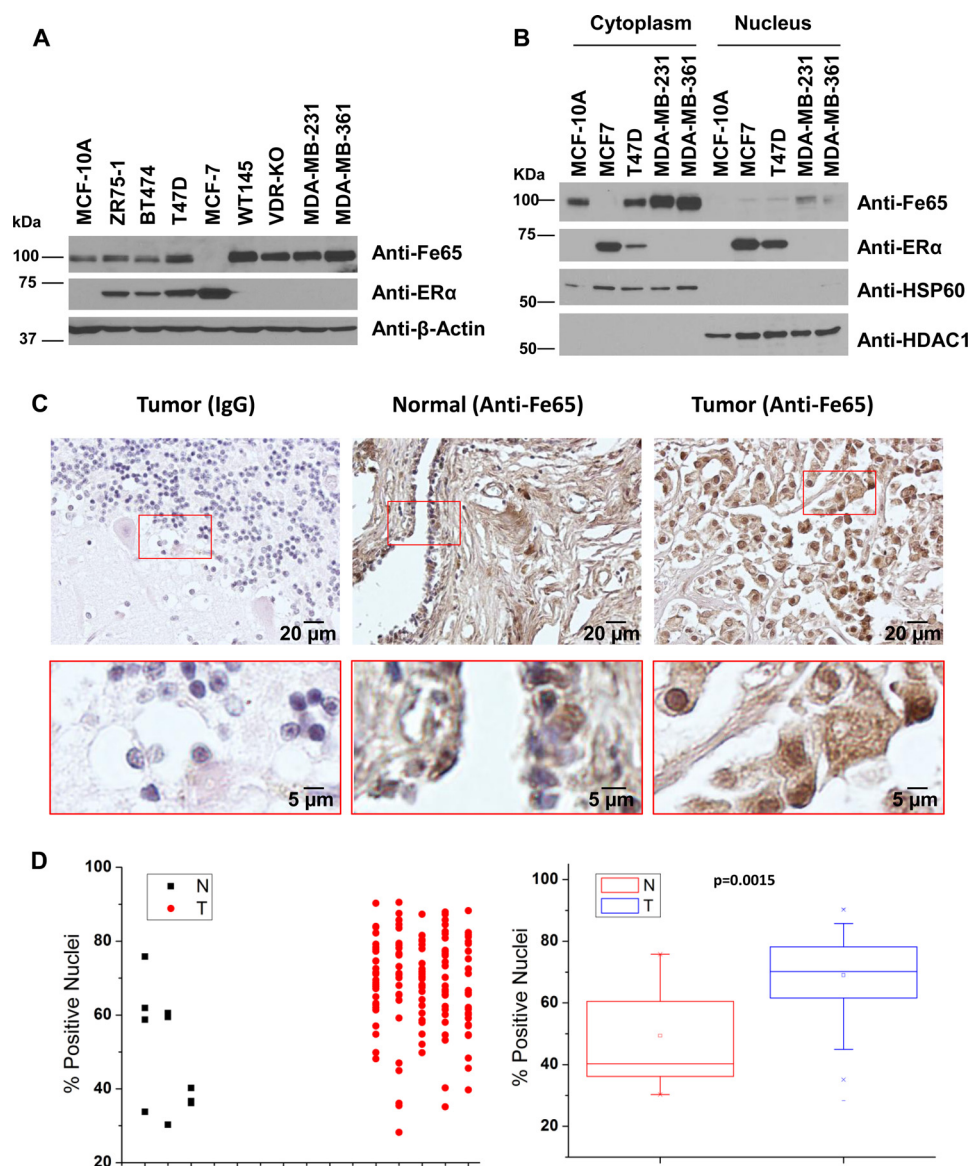 A
kDa
MCF-10A
ZR75-1
BT474
T47D
MCF-7
WT145
VDR-KO
MDA-MB-231
MDA-MB-361
100
Anti-Fe65
75
Anti-ERα
37
Anti-β-Actin
B
Cytoplasm
Nucleus
KDa
MCF-10A
MCF7
T47D
MDA-MB-231
MDA-MB-361
MCF-10A
MCF7
T47D
MDA-MB-231
MDA-MB-361
100
Anti-Fe65
75
Anti-ERα
50
Anti-HSP60
50
Anti-HDAC1
C
Tumor (IgG)
Normal (Anti-Fe65)
Tumor (Anti-Fe65)
20 µm
20 µm
20 µm
5 µm
5 µm
5 µm
D
% Positive Nuclei
100
80
60
40
20
N
T
% Positive Nuclei
100
80
60
40
20
N
T
p=0.0015